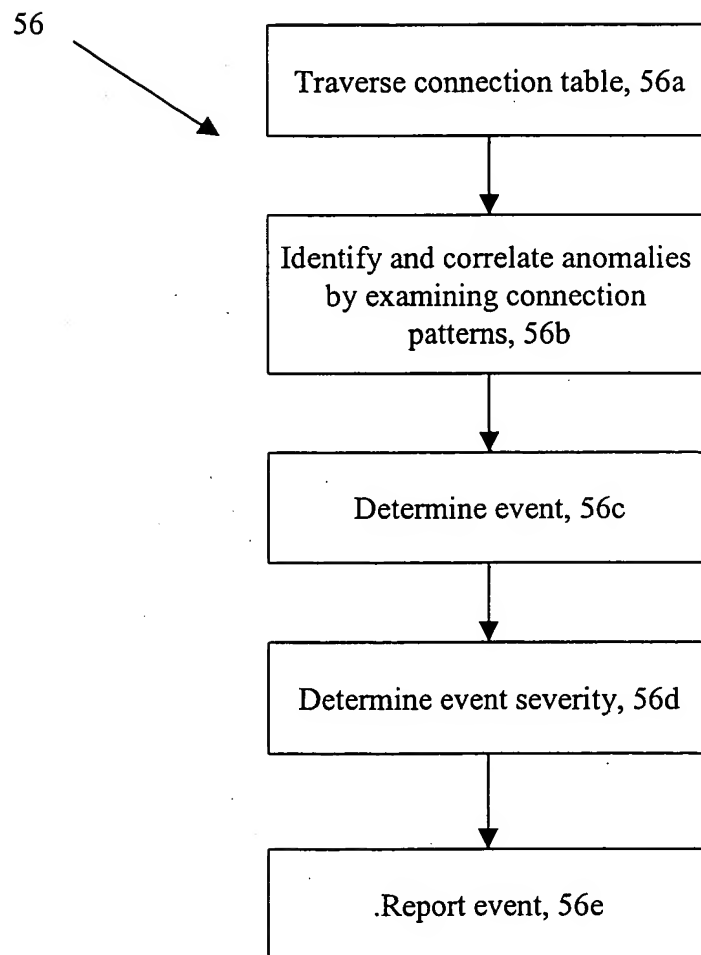 56
Traverse connection table, 56a
Identify and correlate anomalies
by examining connection
patterns, 56b
Determine event, 56c
Determine event severity, 56d
.Report event, 56e